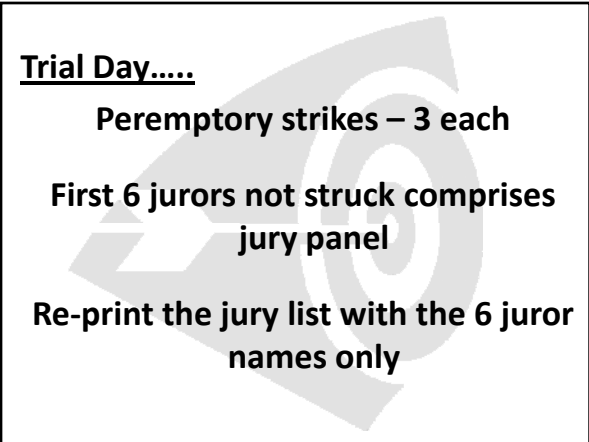 Trial Day…..
Peremptory strikes – 3 each
First 6 jurors not struck comprises
jury panel
Re-print the jury list with the 6 juror
names only